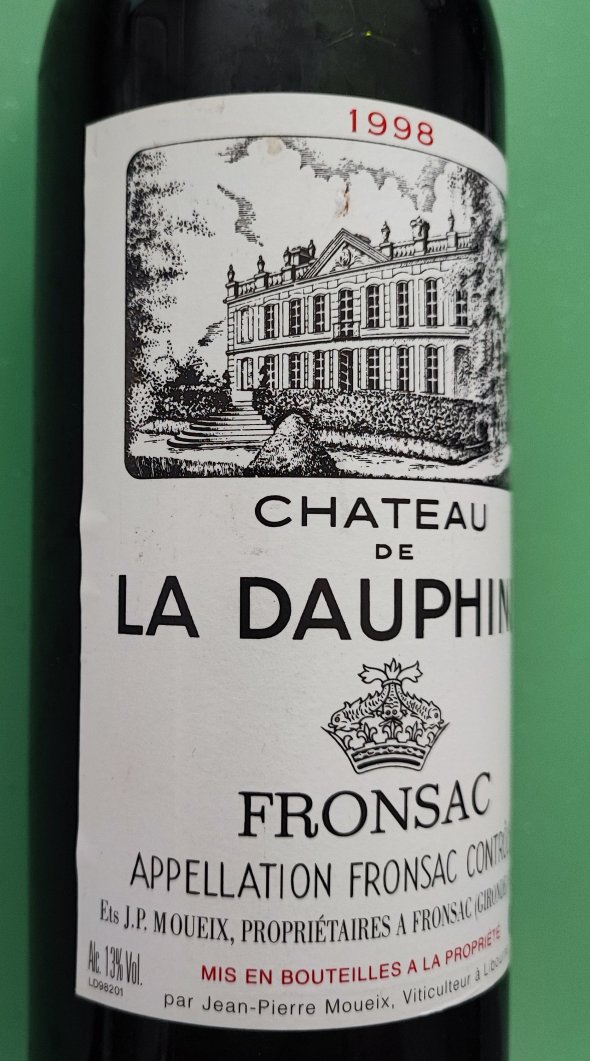 1998
CHATEAU
DE
LA DAUPHIN
FRONSAC
APPELLATION FRONSAC CONTRÔ
Ets J.P. MOUEIX, PROPRIÉTAIRES A FRONSAC (GIRONDE
Alc. 13% Vol.
MIS EN BOUTEILLES A LA PROPRIÉTÉ
LD98201
par Jean-Pierre Moueix, Viticulteur à Libour